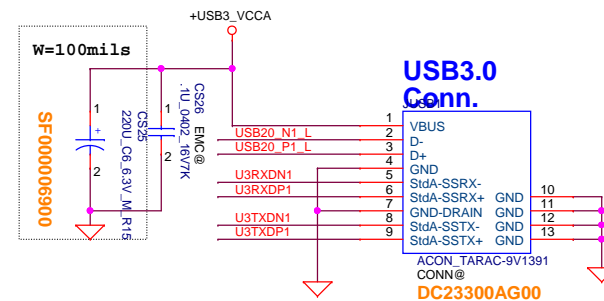 +USB3_VCCA
W=100mils
USB3.0
Conn.
1
2
SF000006900
220U_C6_6.3V_M_R15
CS25
1
2
.1U_0402_16V7K
EMC@
CS26
JUSB1
1
VBUS
USB20_N1_L
2
D-
USB20_P1_L
3
D+
4
GND
U3RXDN1
5
StdA-SSRX-
U3RXDP1
6
StdA-SSRX+
GND
10
7
GND-DRAIN
GND
11
U3TXDN1
8
StdA-SSTX-
GND
12
U3TXDP1
9
StdA-SSTX+
GND
13
ACON_TARAC-9V1391
CONN@
DC23300AG00